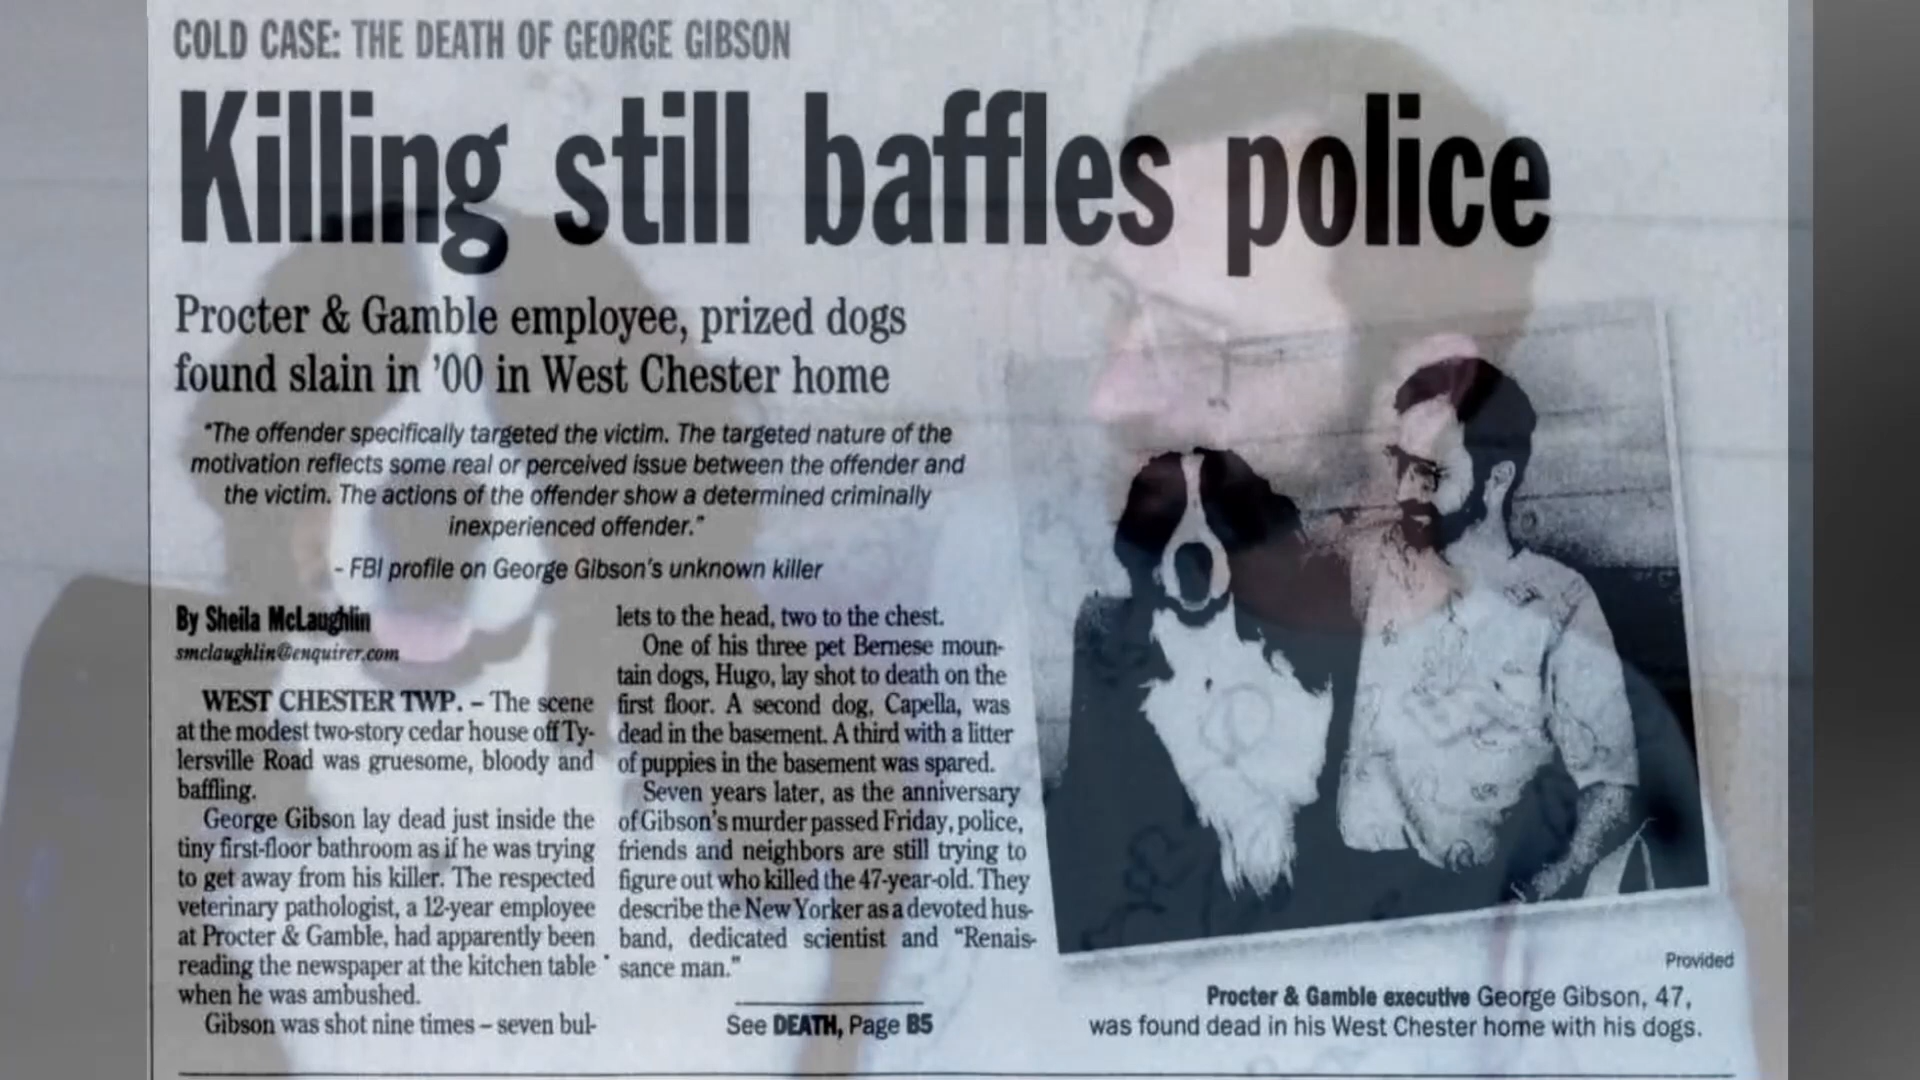 COLD CASE: THE DEATH OF GEORGE GIBSON
Killing still baffles police
Procter & Gamble employee, prized dogs
found slain in ’00 in West Chester home
“The offender specifically targeted the victim. The targeted nature of the
motivation reflects some real or perceived issue between the offender and
the victim. The actions of the offender show a determined criminally
inexperienced offender.”
- FBI profile on George Gibson’s unknown killer
By Sheila McLaughlin
smclaughlin@enquirer.com
WEST CHESTER TWP. – The scene
at the modest two-story cedar house off Ty-
lersville Road was gruesome, bloody and
baffling.
George Gibson lay dead just inside the
tiny first-floor bathroom as if he was trying
to get away from his killer. The respected
veterinary pathologist, a 12-year employee
at Procter & Gamble, had apparently been
reading the newspaper at the kitchen table
when he was ambushed.
Gibson was shot nine times – seven bul-
lets to the head, two to the chest.
One of his three pet Bernese moun-
tain dogs, Hugo, lay shot to death on the
first floor. A second dog, Capella, was
dead in the basement. A third with a litter
of puppies in the basement was spared.
Seven years later, as the anniversary
of Gibson’s murder passed Friday, police,
friends and neighbors are still trying to
figure out who killed the 47-year-old. They
describe the New Yorker as a devoted hus-
band, dedicated scientist and “Renais-
sance man.”
See DEATH, Page B5
Provided
Procter & Gamble executive George Gibson, 47,
was found dead in his West Chester home with his dogs.